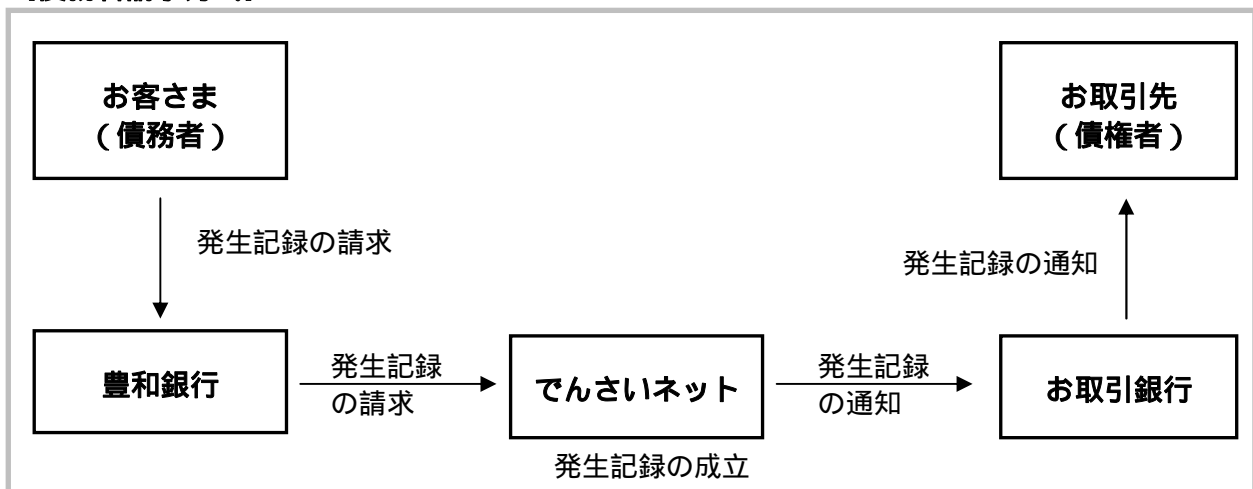 お客さま
(債務者)
お取引先
(債権者)
発生記録の請求
発生記録の通知
豊和銀行
発生記録
の請求
でんさいネット
発生記録
の通知
お取引銀行
発生記録の成立